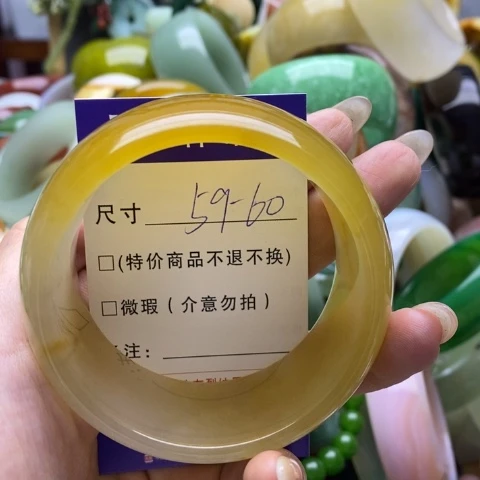 尺寸 59-60
□(特价商品不退不换)
□微瑕(介意勿拍)
注: